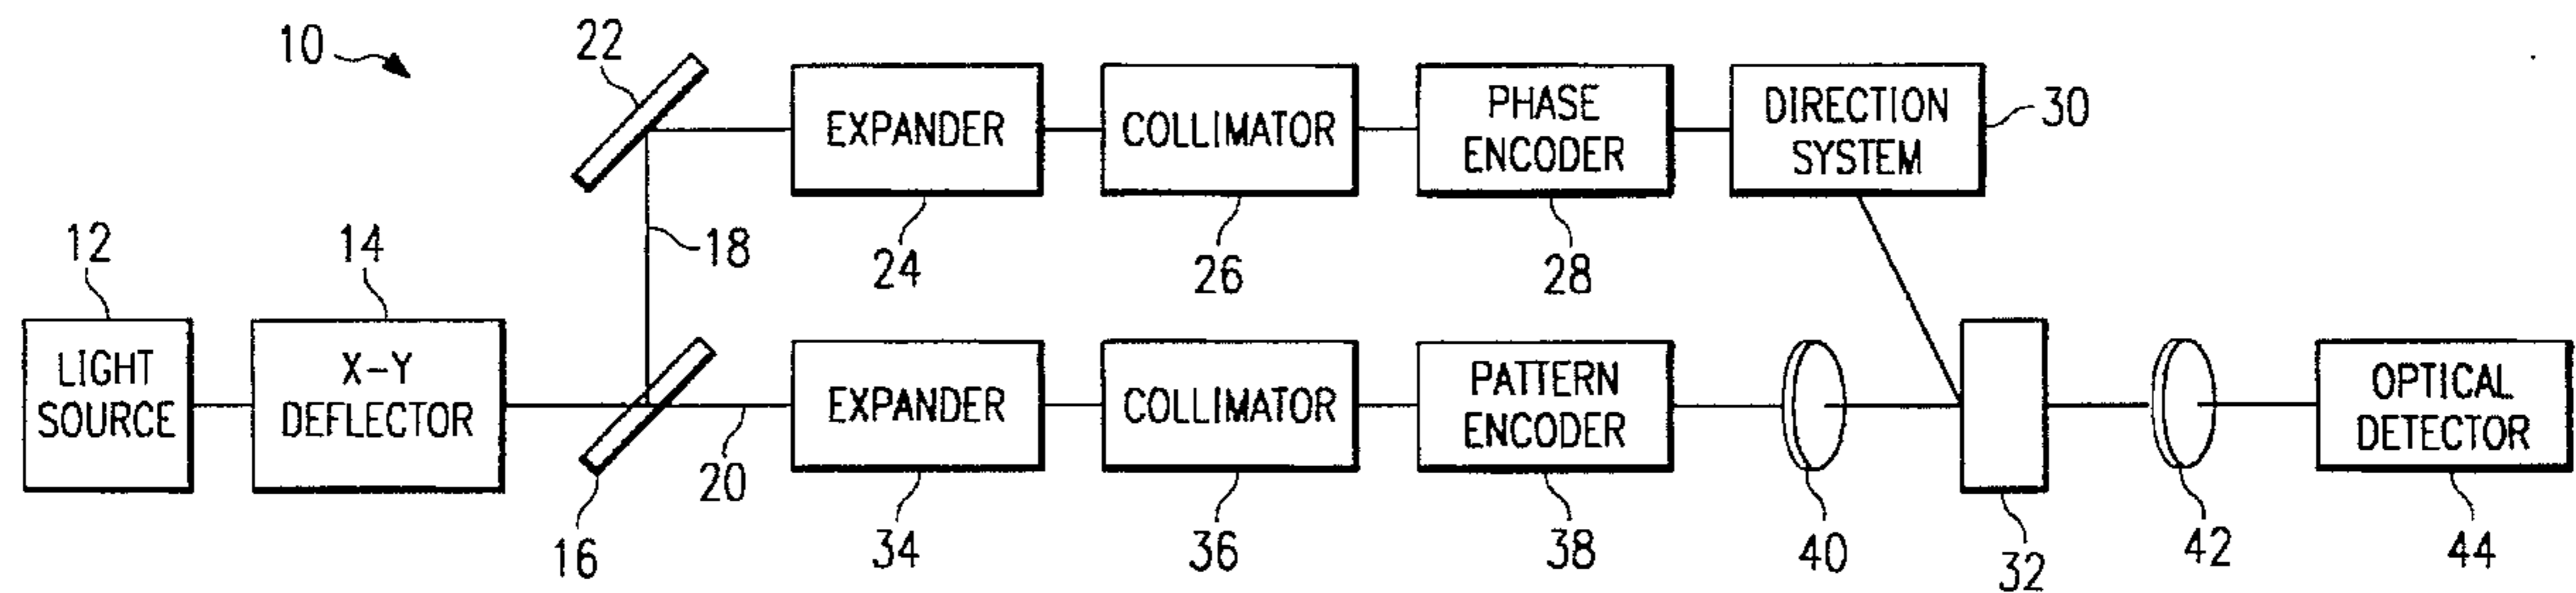 10
22
EXPANDER
COLLIMATOR
PHASE
ENCODER
DIRECTION
SYSTEM
30
18
24
26
28
12
14
LIGHT
SOURCE
X-Y
DEFLECTOR
EXPANDER
COLLIMATOR
PATTERN
ENCODER
OPTICAL
DETECTOR
20
16
34
36
38
40
32
42
44